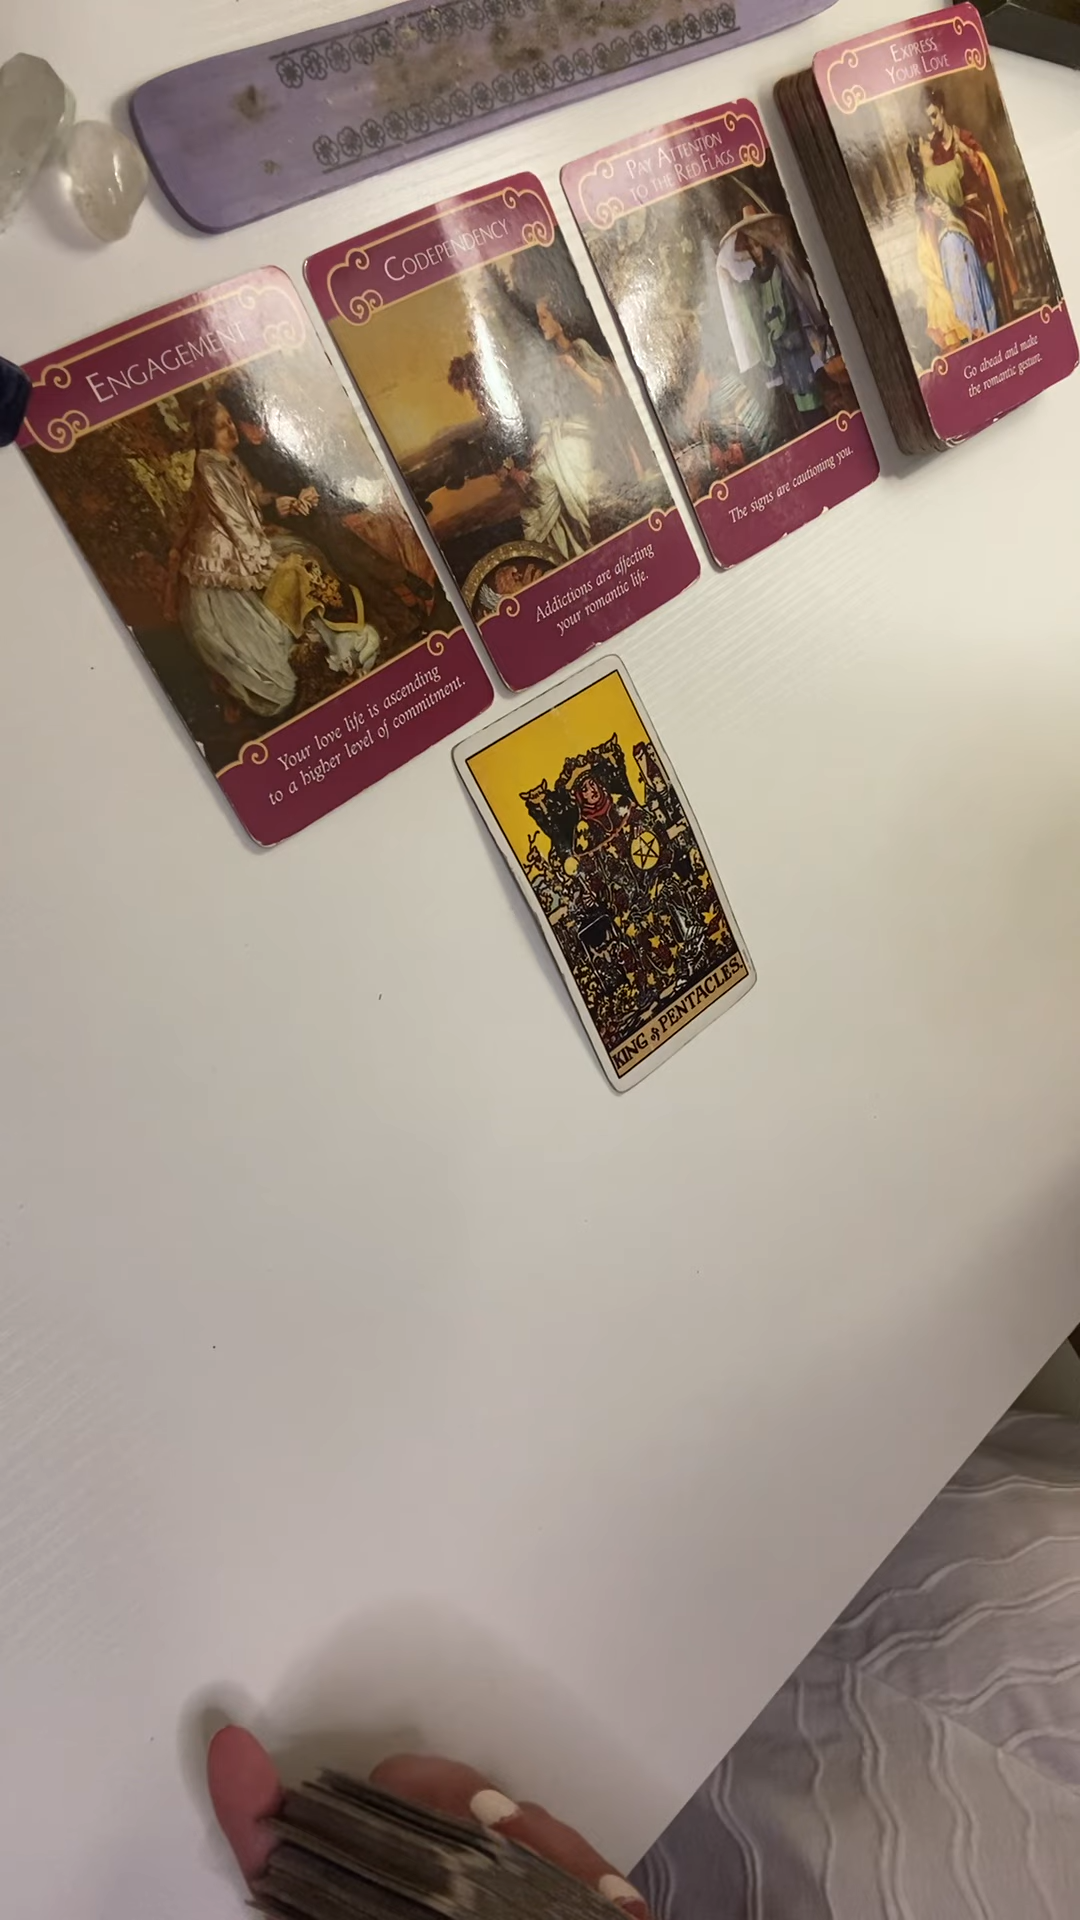 ENGAGEMENT
Your love life is ascending
to a higher level of commitment.
CODEPENDENCY
Addictions are affecting
your romantic life.
PAY ATTENTION
TO THE RED FLAGS
The signs are cautioning you.
EXPRESS
YOUR LOVE
Go ahead and make
the romantic gesture.
KING of PENTACLES.